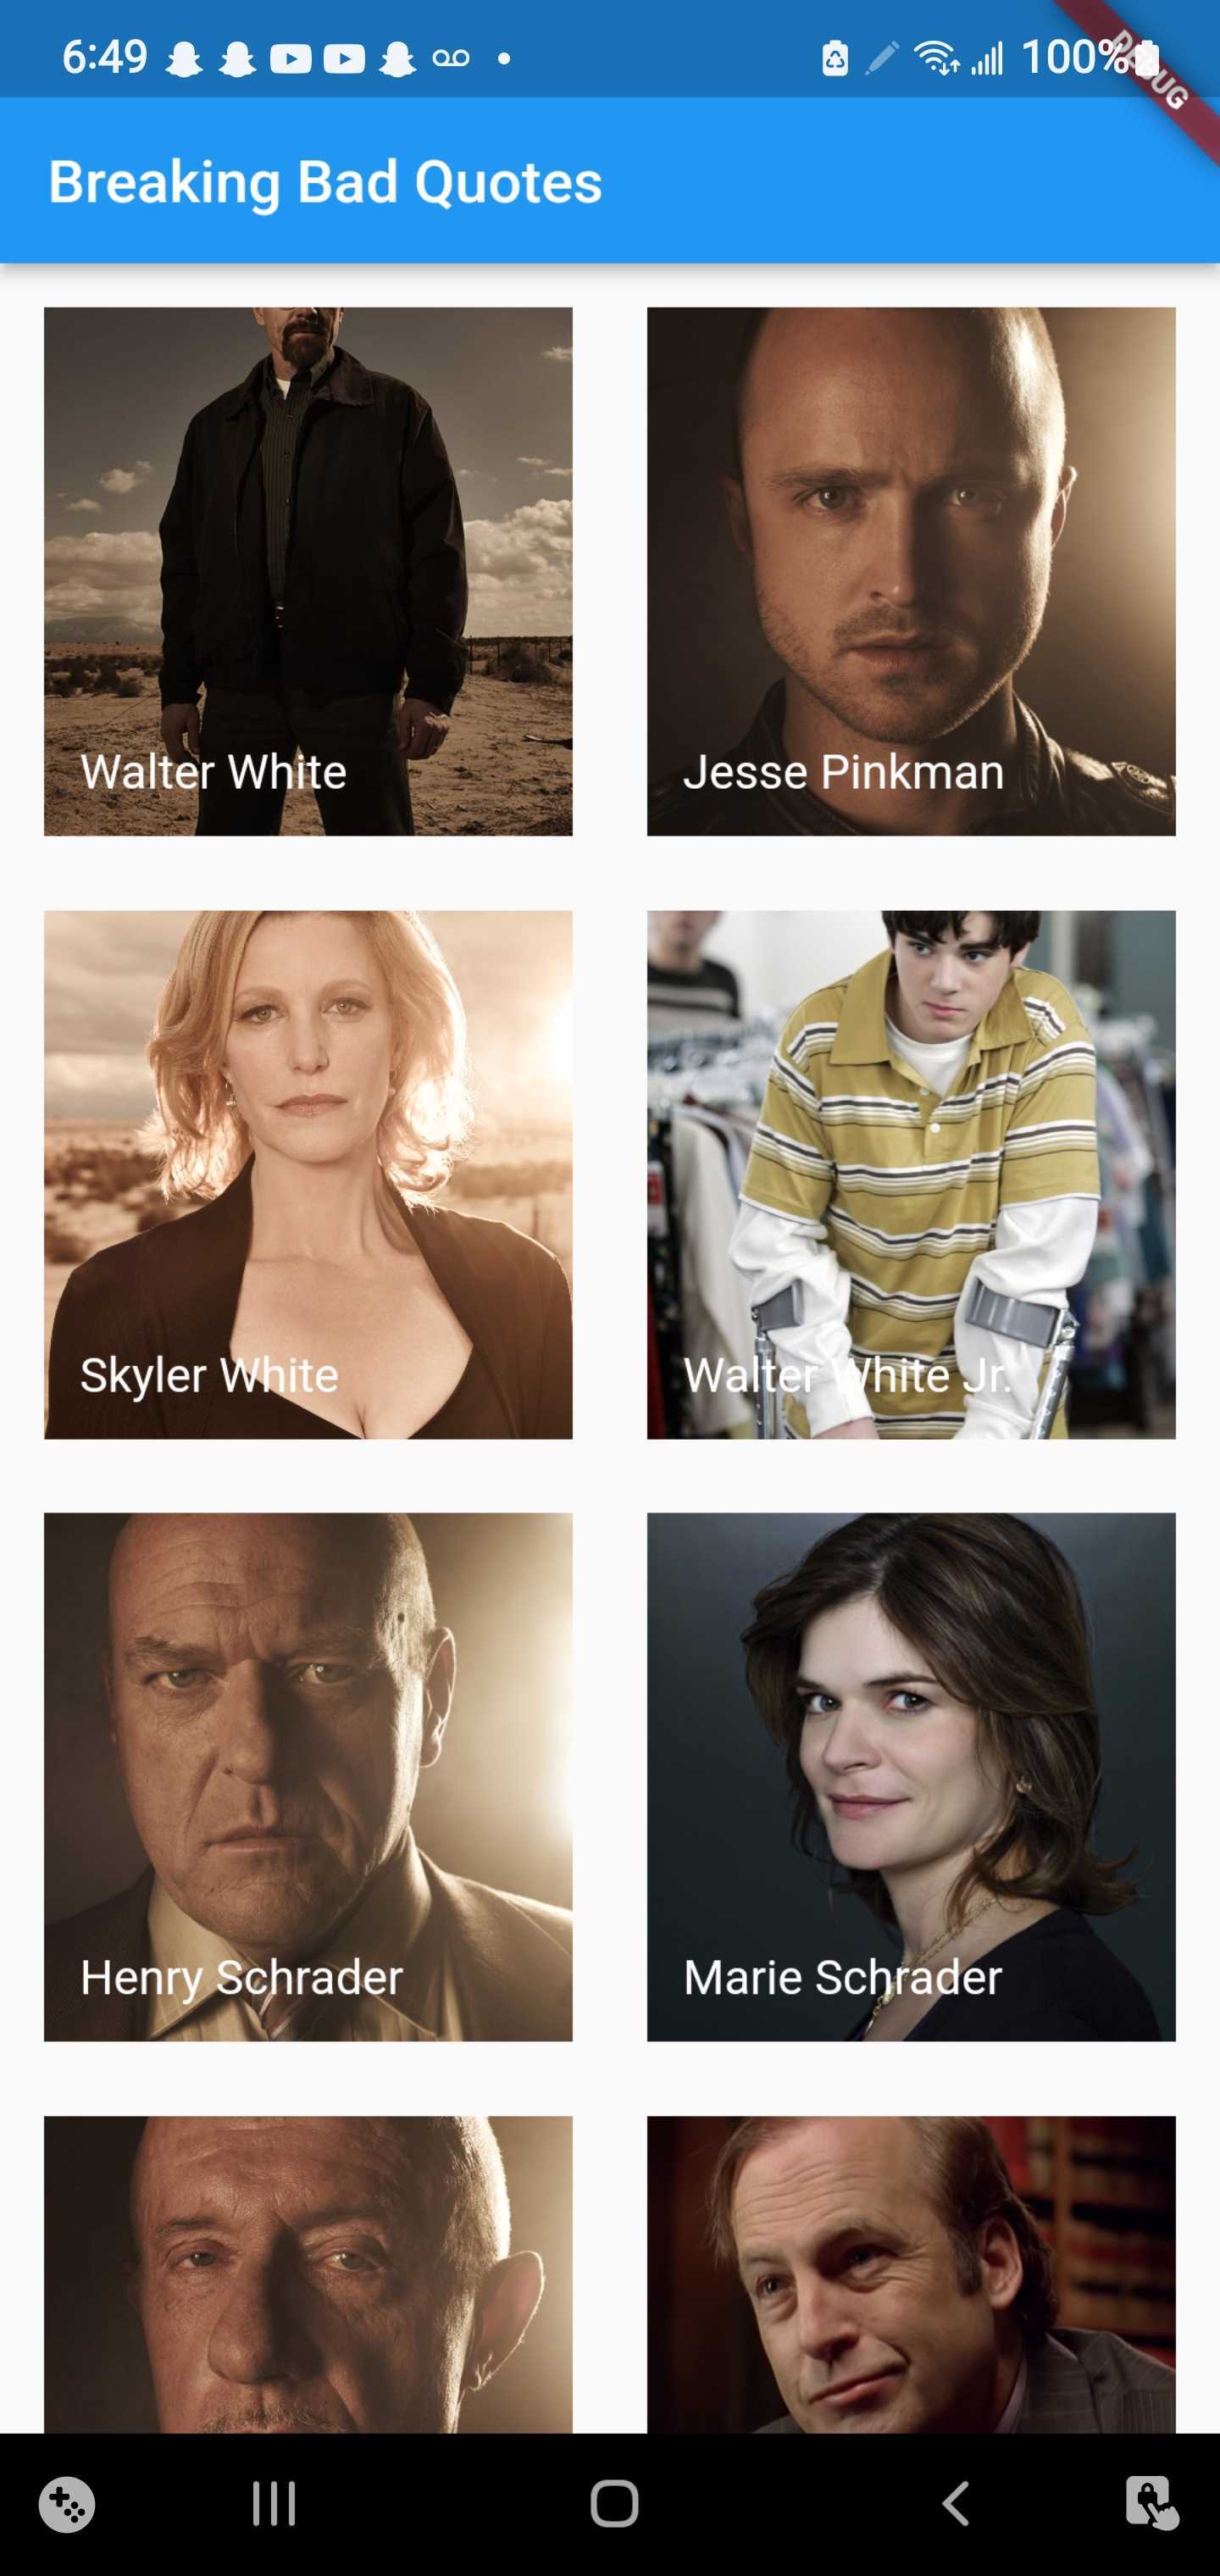 6:49 100%
DEBUG
Breaking Bad Quotes
Walter White
Jesse Pinkman
Skyler White
Walter White Jr.
Henry Schrader
Marie Schrader